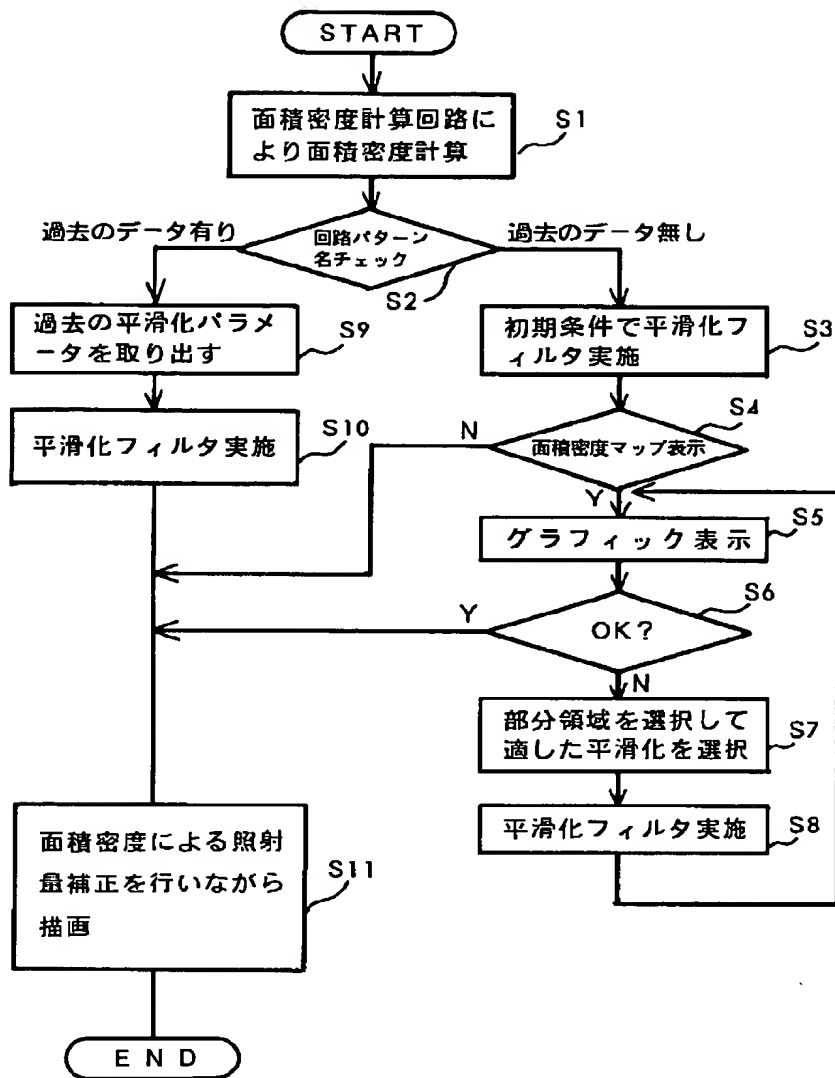 START
面積密度計算回路に
より面積密度計算
S1
過去のデータ有り
回路パターン
名チェック
過去のデータ無し
S2
過去の平滑化パラメ
ータを取り出す
S9
初期条件で平滑化フ
ィルタ実施
S3
平滑化フィルタ実施
S10
N
面積密度マップ表示
S4
Y
グラフィック表示
S5
Y
OK?
S6
N
部分領域を選択して
適した平滑化を選択
S7
平滑化フィルタ実施
S8
面積密度による照射
量補正を行いながら
描画
S11
END